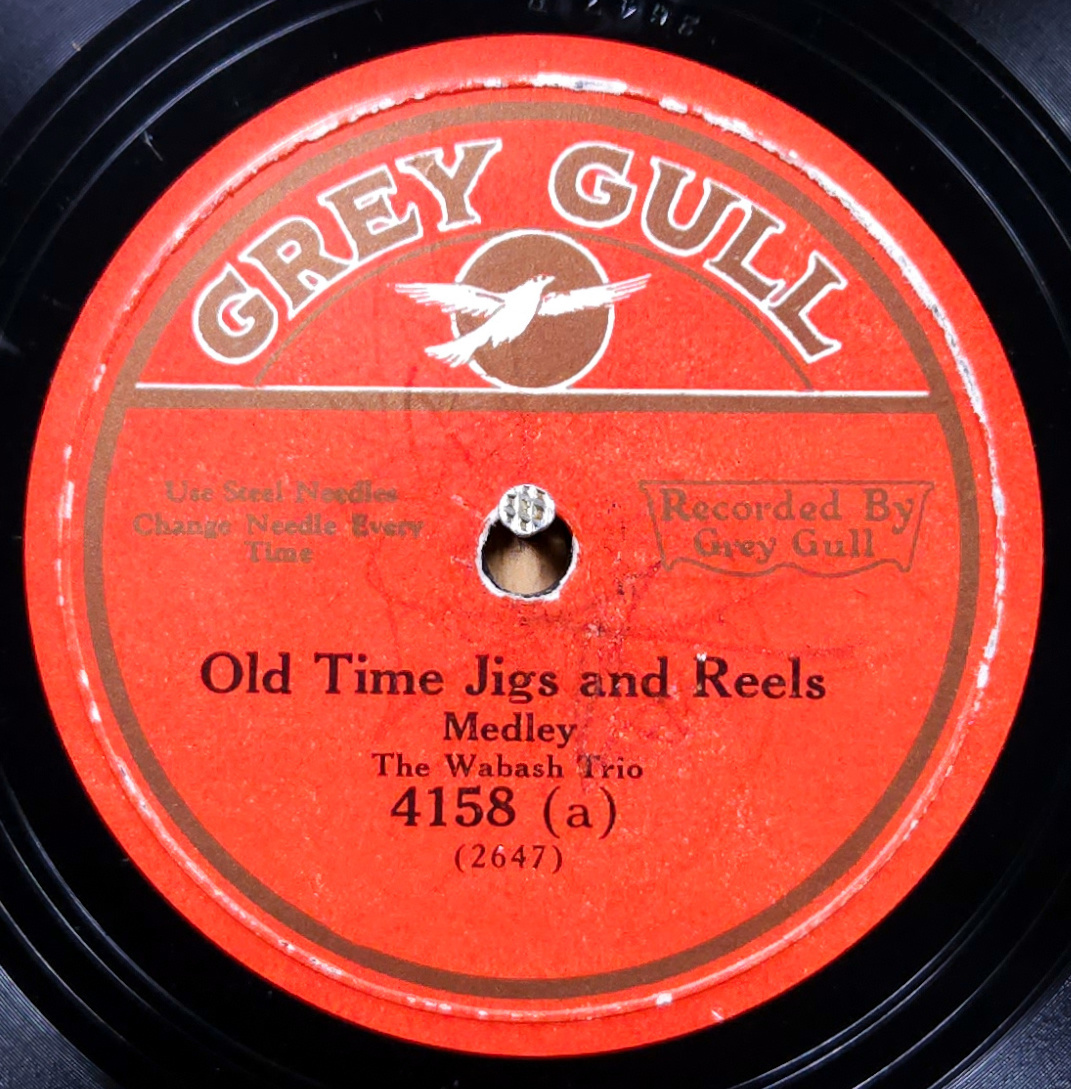 GREY GULL
Use Steel Needles
Change Needle Every
Time
Recorded By
Grey Gull
Old Time Jigs and Reels
Medley
The Wabash Trio
4158 (a)
(2647)